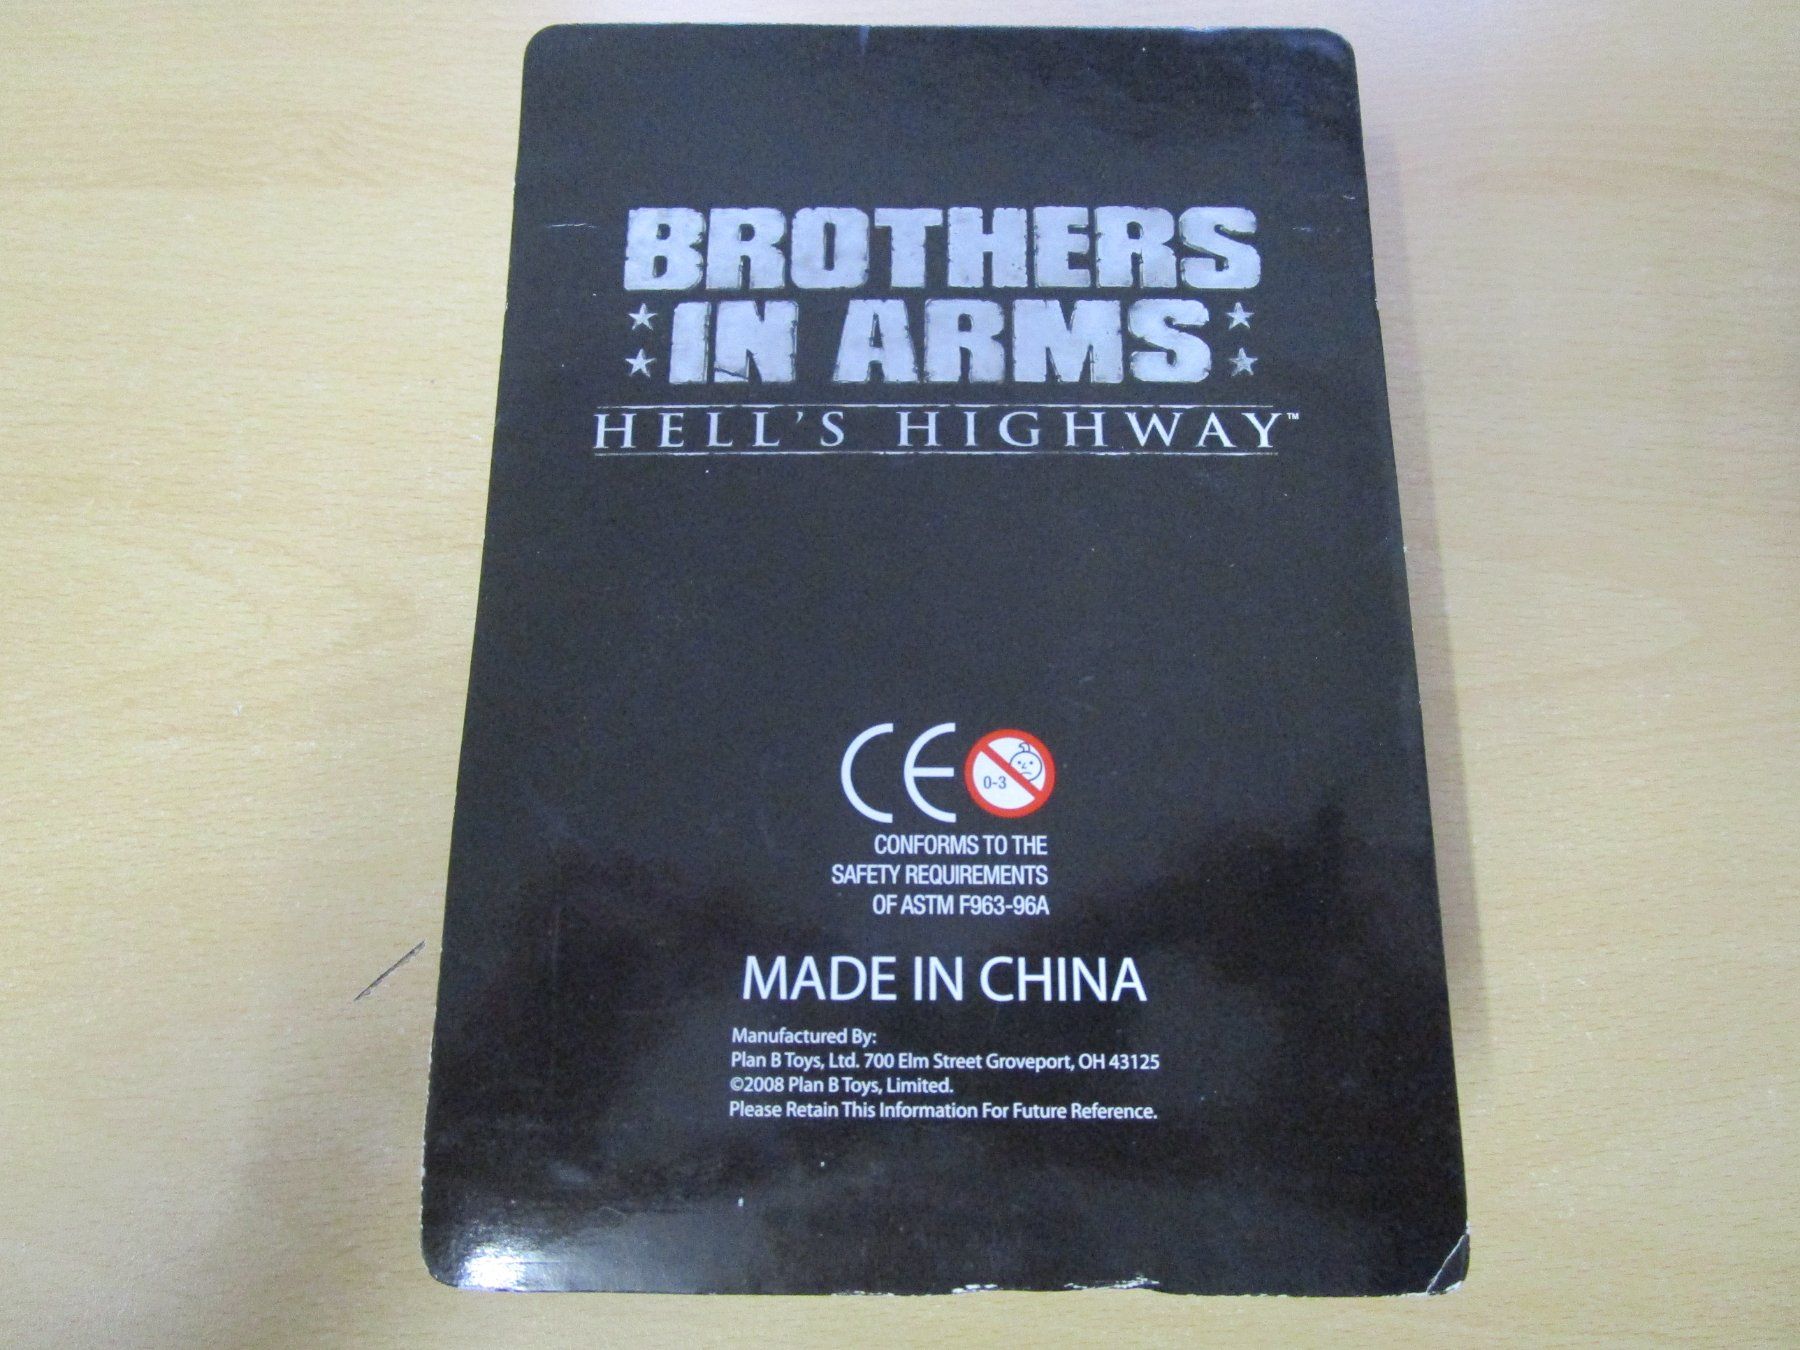 BROTHERS
IN ARMS
HELL'S HIGHWAY™
CE
0-3
CONFORMS TO THE
SAFETY REQUIREMENTS
OF ASTM F963-96A
MADE IN CHINA
Manufactured By:
Plan B Toys, Ltd. 700 Elm Street Groveport, OH 43125
©2008 Plan B Toys, Limited.
Please Retain This Information For Future Reference.